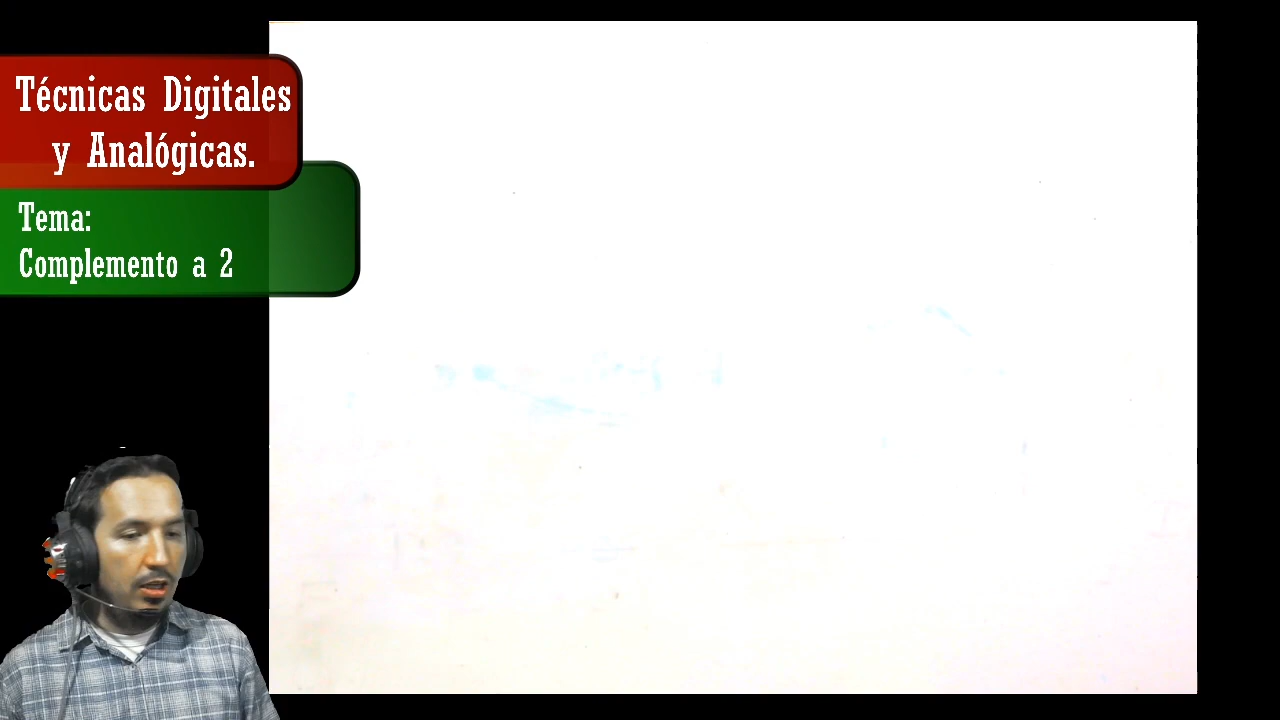 Técnicas Digitales
y Analógicas.
Tema:
Complemento a 2